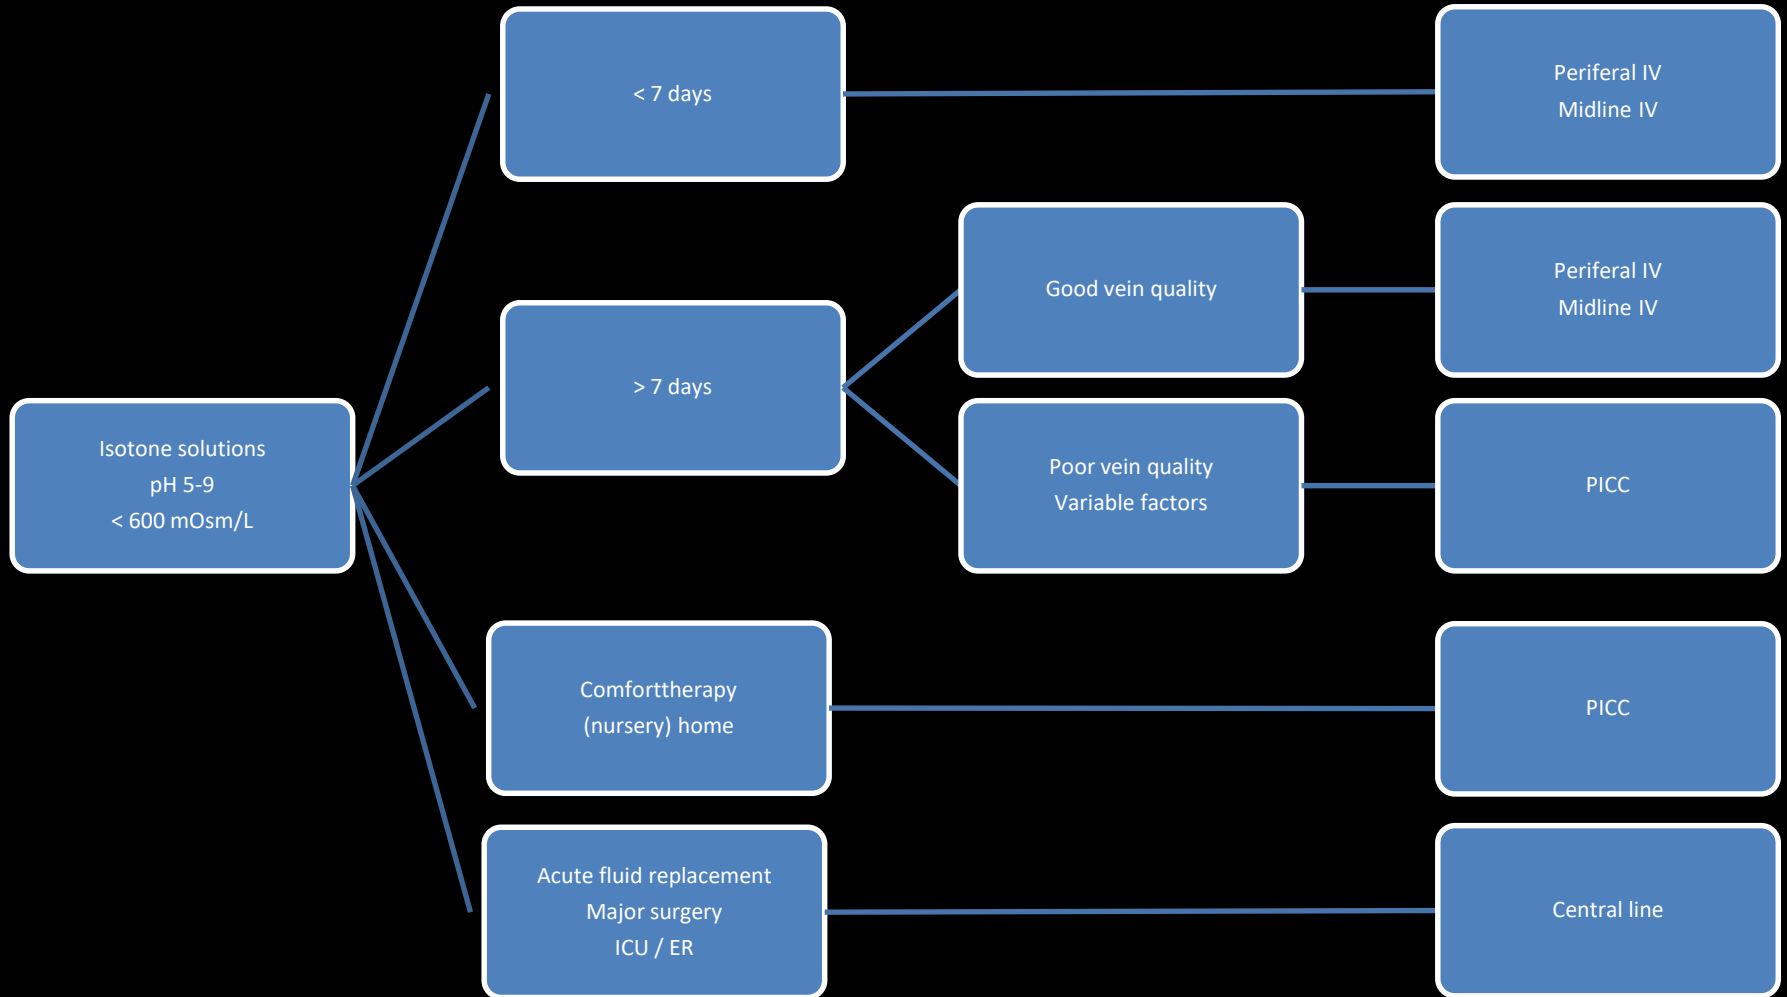 Isotone solutions
pH 5-9
< 600 mOsm/L
< 7 days
Periferal IV
Midline IV
> 7 days
Good vein quality
Periferal IV
Midline IV
Poor vein quality
Variable factors
PICC
Comforttherapy
(nursery) home
PICC
Acute fluid replacement
Major surgery
ICU / ER
Central line